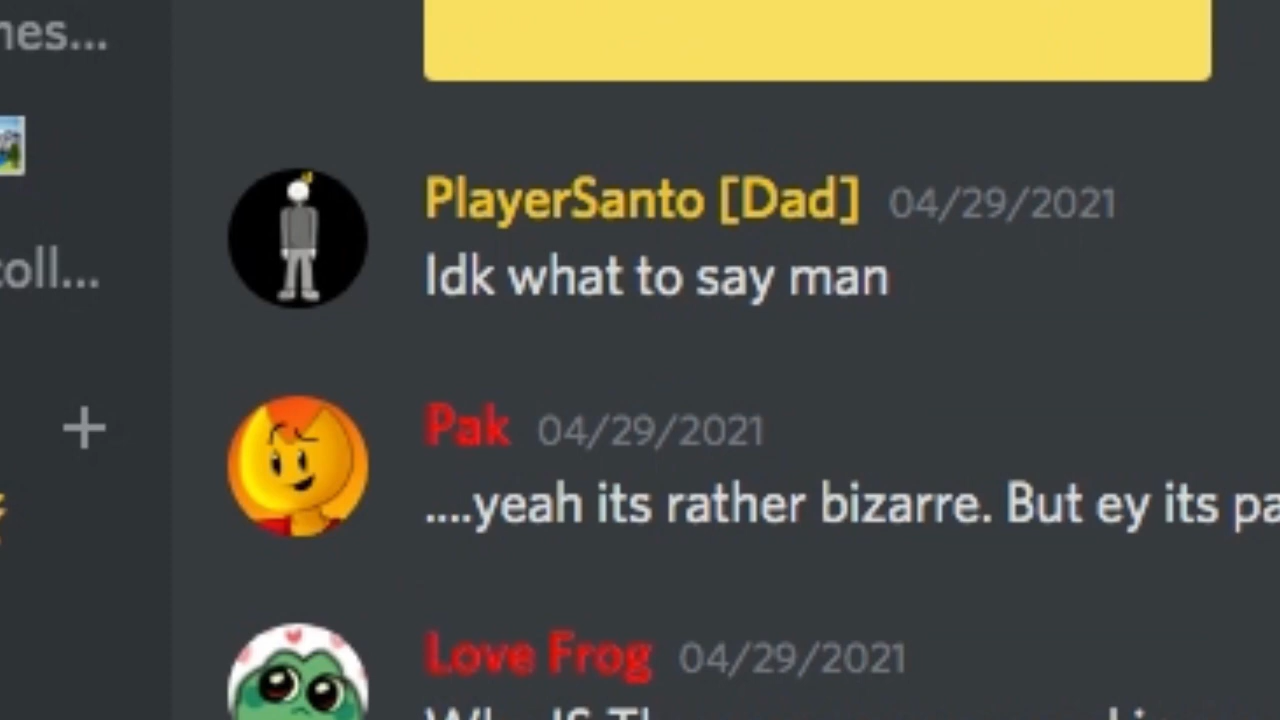 nes...
PlayerSanto [Dad] 04/29/2021
Idk what to say man
coll...
Pak 04/29/2021
....yeah its rather bizarre. But ey its pa
Love Frog 04/29/2021